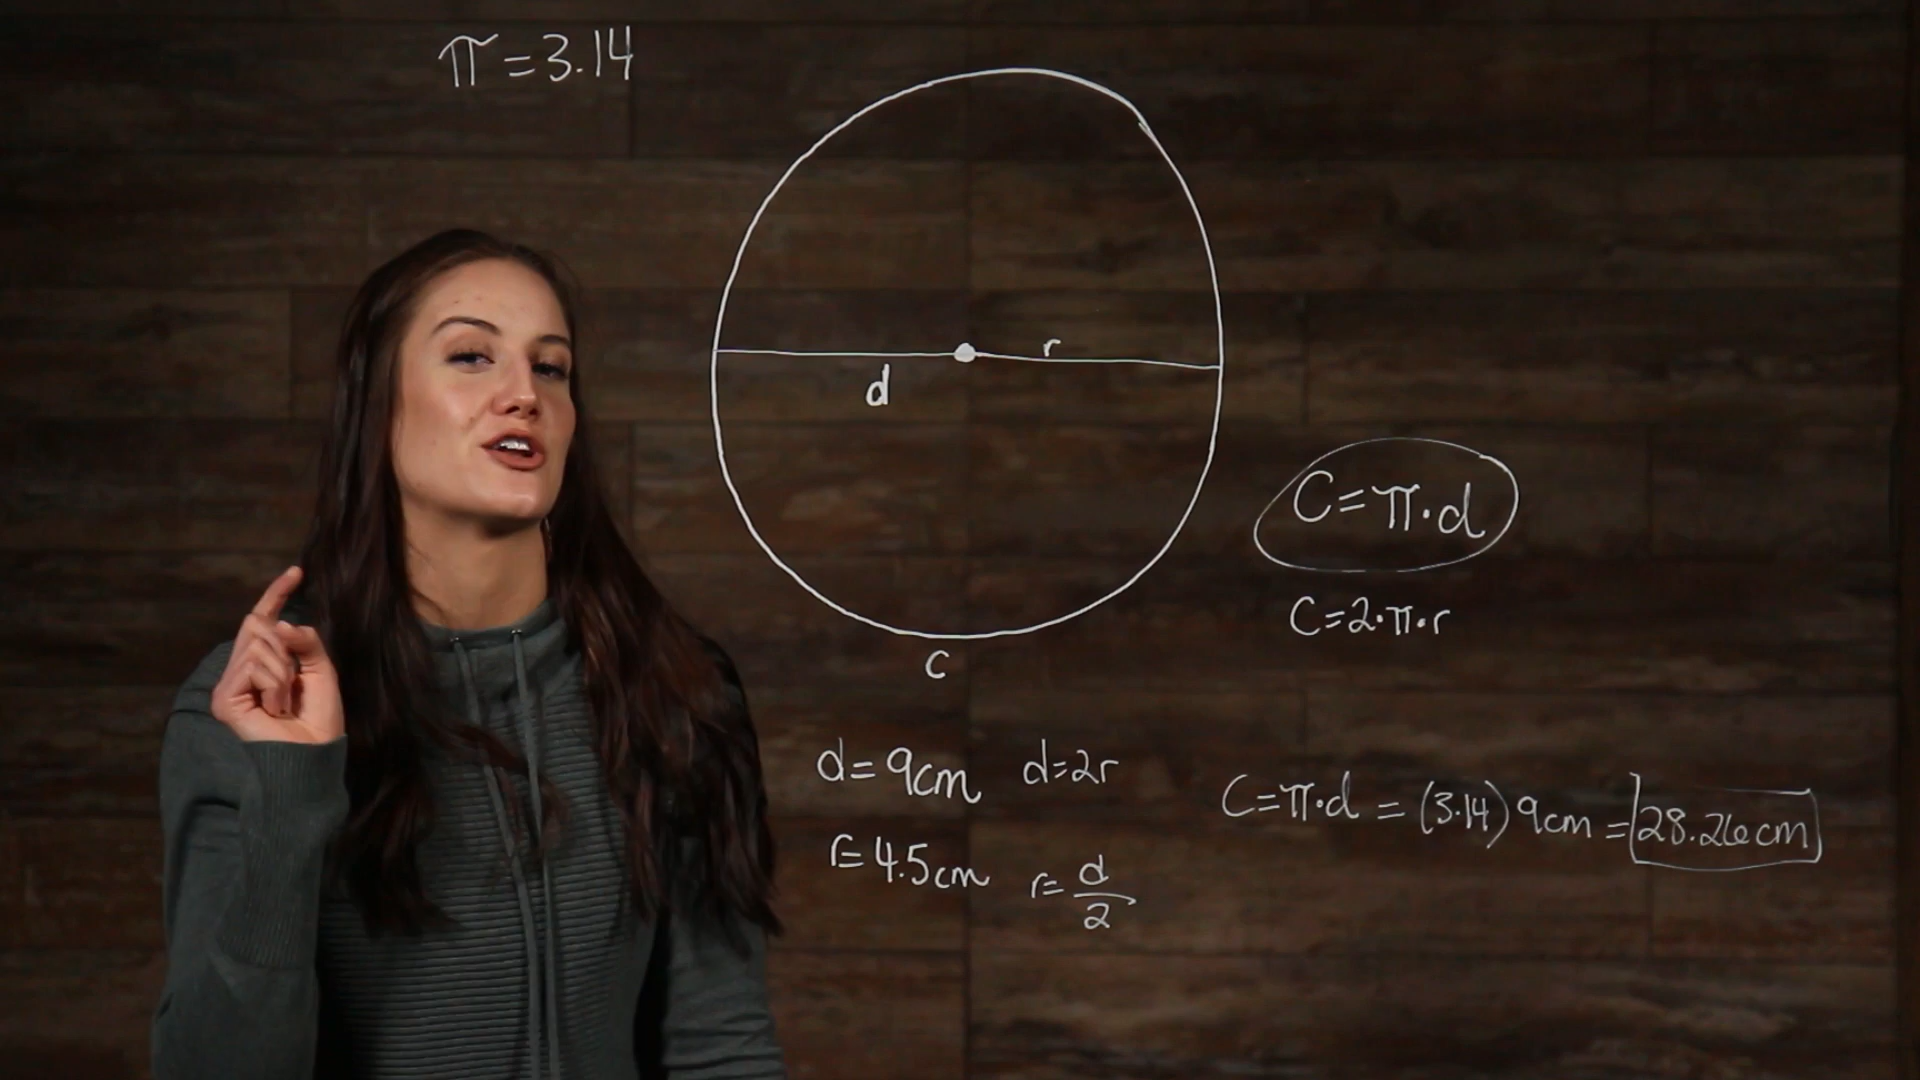 π=3.14
r
d
C=π·d
C=2·π·r
c
d=9cm d=2r
r=4.5cm r=d/2
C=π·d=(3.14)9cm=28.26cm